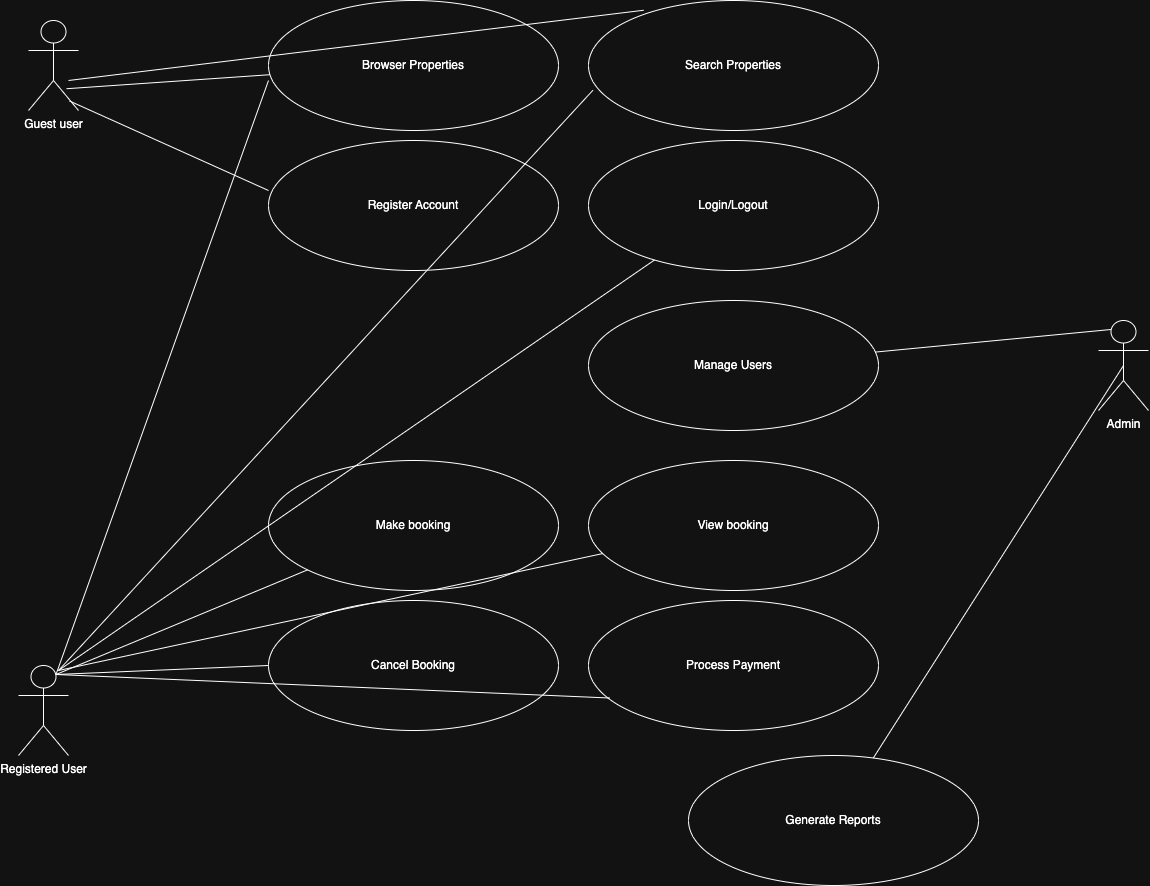 Browser Properties
Search Properties
Guest user
Register Account
Login/Logout
Manage Users
Admin
Make booking
View booking
Cancel Booking
Process Payment
Registered User
Generate Reports